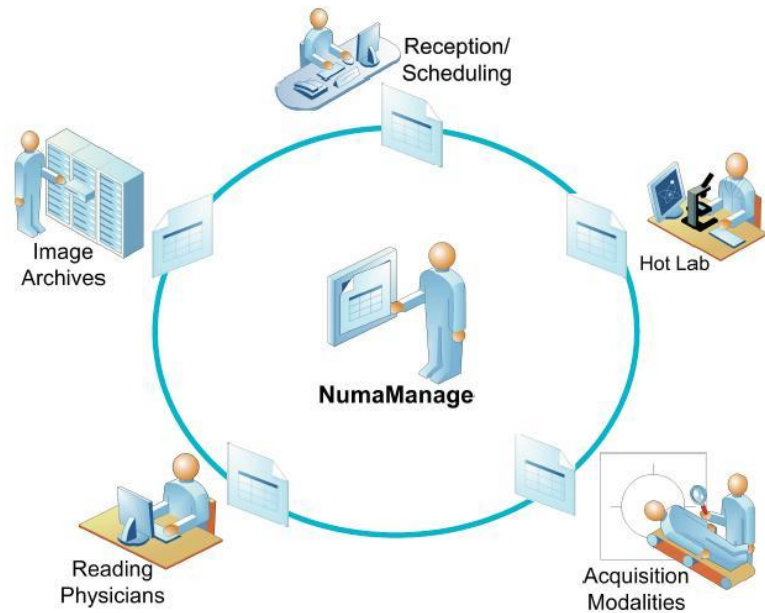 Reception/
Scheduling
Image
Archives
Hot Lab
NumaManage
Reading
Physicians
Acquisition
Modalities